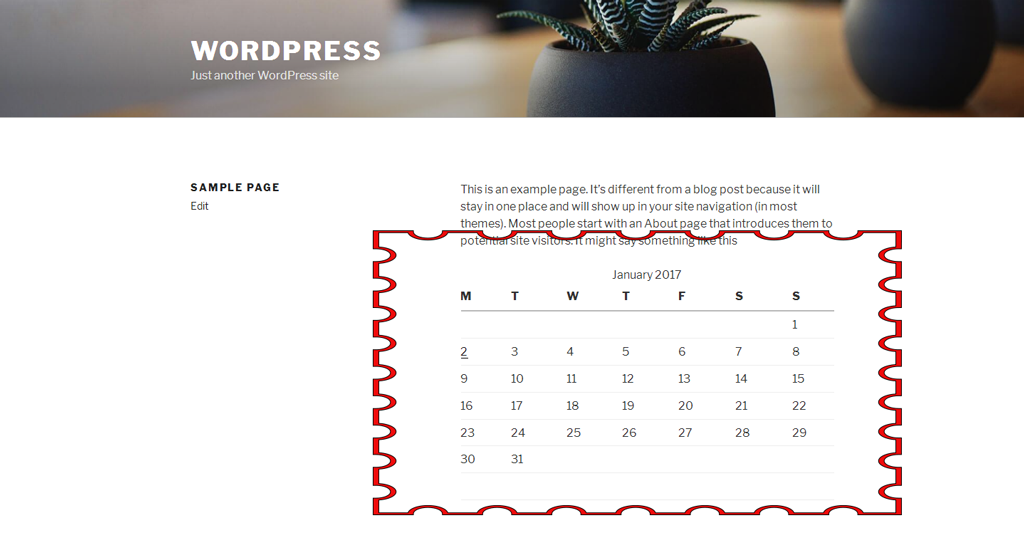 WORDPRESS
Just another WordPress site
SAMPLE PAGE
Edit
This is an example page. It's different from a blog post because it will
stay in one place and will show up in your site navigation (in most
themes). Most people start with an About page that introduces them to
potential site visitors. It might say something like this
January 2017
M T W T F S S
1
2 3 4 5 6 7 8
9 10 11 12 13 14 15
16 17 18 19 20 21 22
23 24 25 26 27 28 29
30 31